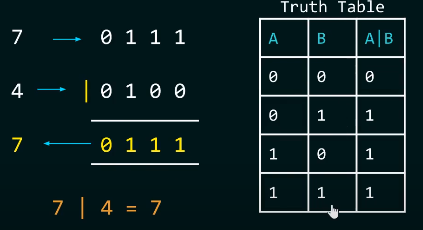 7 → 0 1 1 1
4 → | 0 1 0 0
7 ← 0 1 1 1
7 | 4 = 7
Truth Table
A B A|B
0 0 0
0 1 1
1 0 1
1 1 1